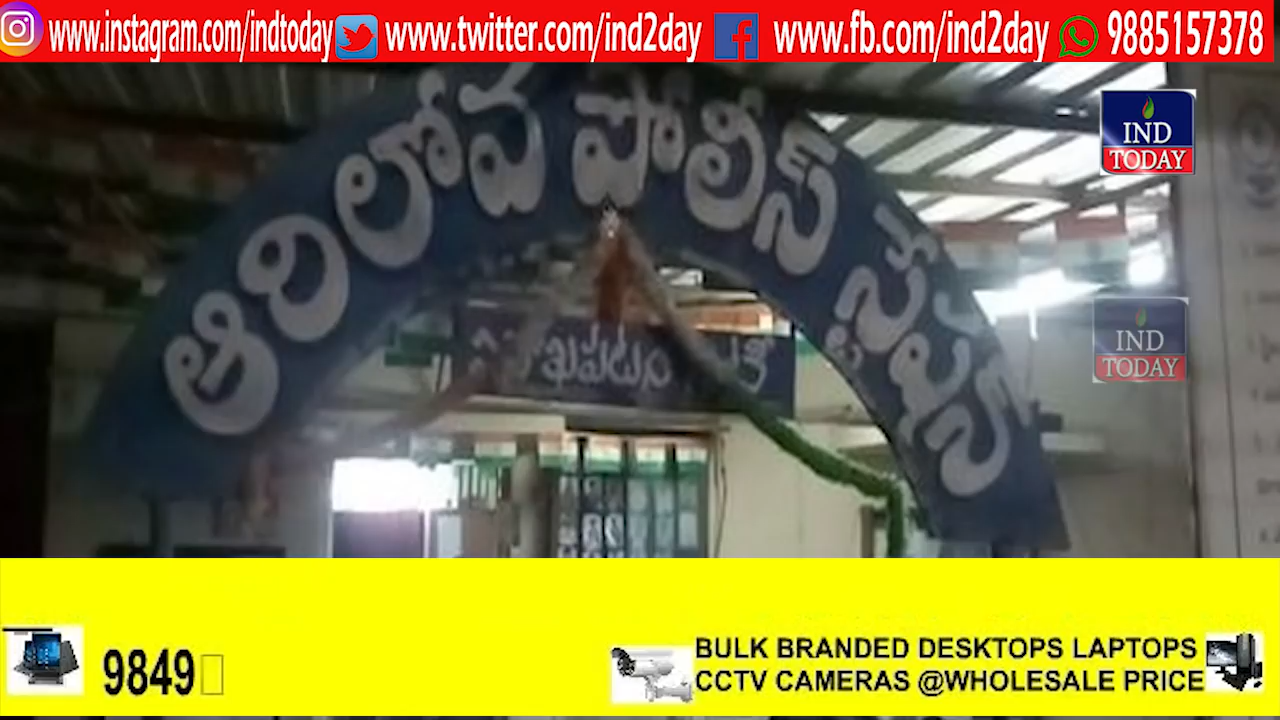 www.instagram.com/indtoday www.twitter.com/ind2day www.fb.com/ind2day 9885157378
IND
TODAY
ఆరిలోవ పోలీస్ స్టేషన్
IND
TODAY
BULK BRANDED DESKTOPS LAPTOPS
9849
CCTV CAMERAS @WHOLESALE PRICE